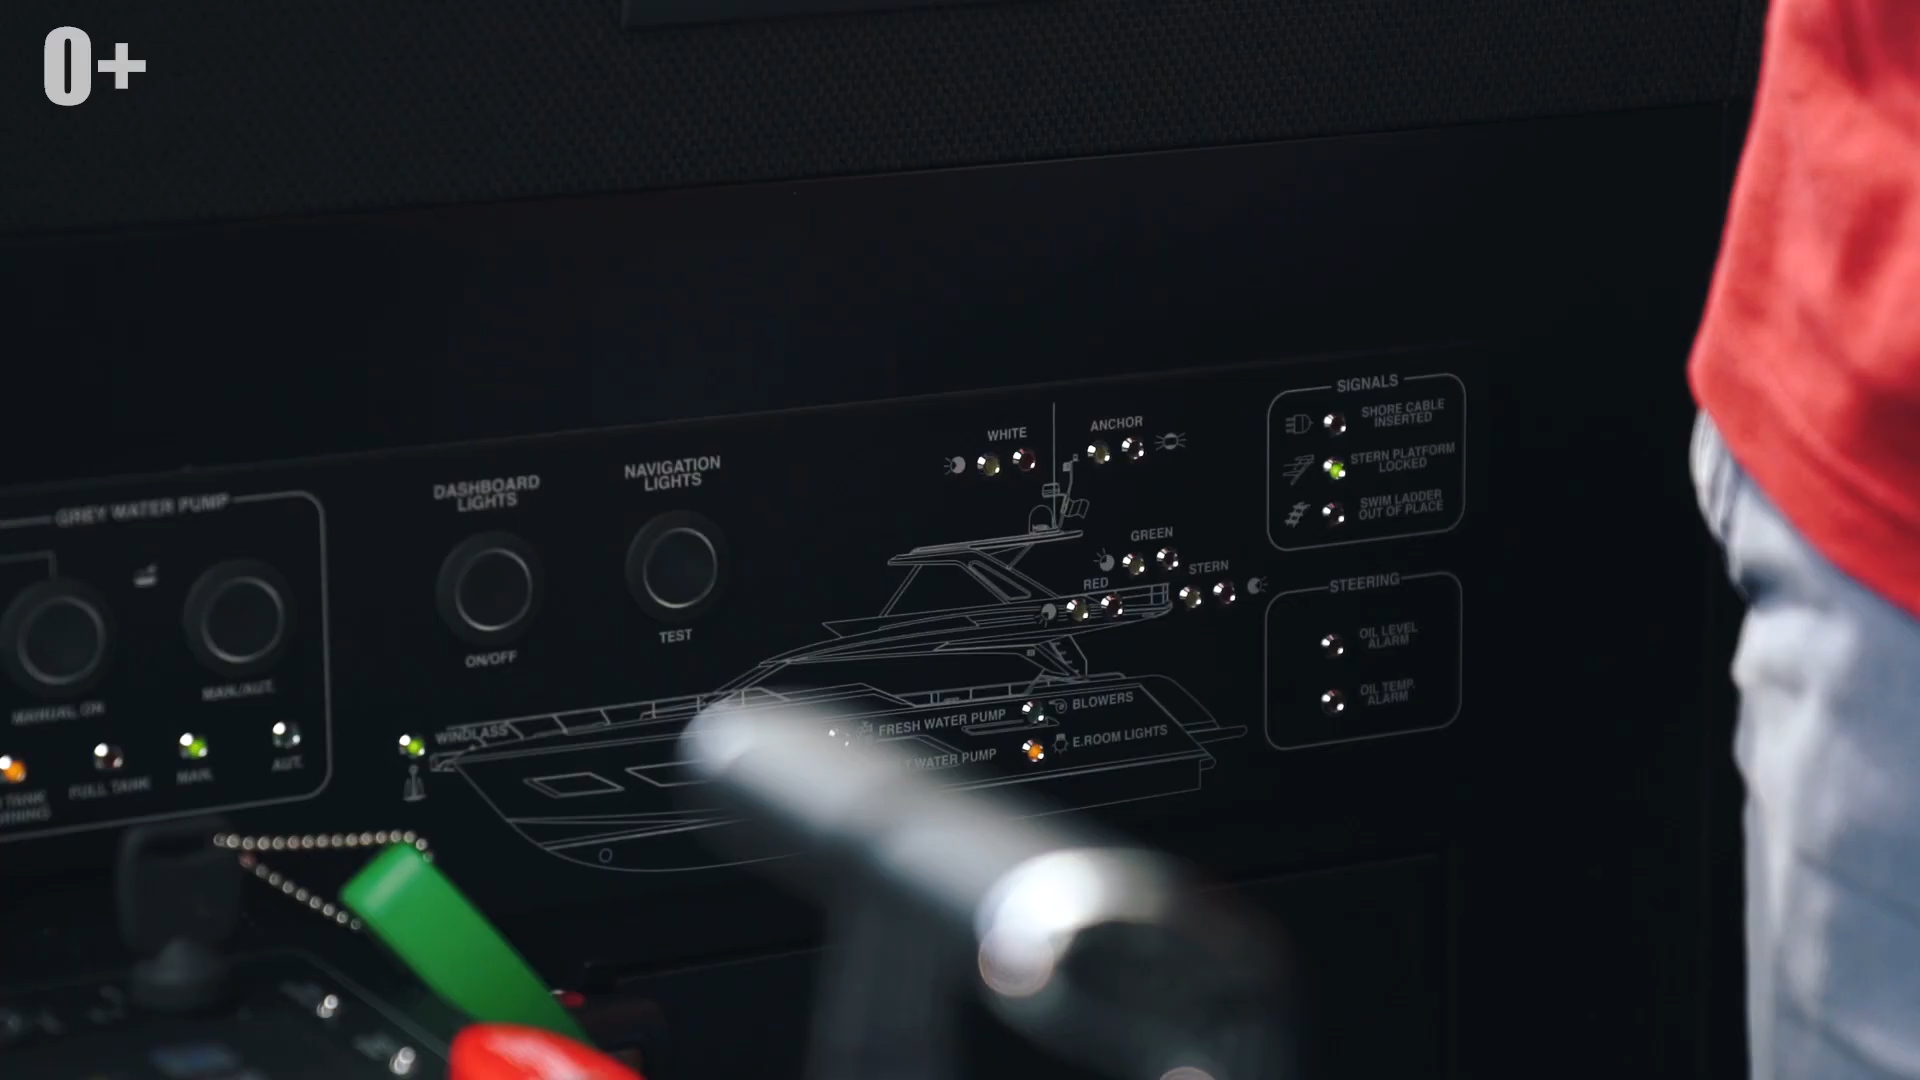 0+
GREY WATER PUMP
MANUAL ON
MAN/AUT.
FULL TANK
MAN.
AUT.
DASHBOARD
LIGHTS
ON/OFF
NAVIGATION
LIGHTS
TEST
WINDLASS
WHITE
ANCHOR
GREEN
RED
STERN
FRESH WATER PUMP
BLOWERS
WATER PUMP
E.ROOM LIGHTS
SIGNALS
SHORE CABLE
INSERTED
STERN PLATFORM
LOCKED
SWIM LADDER
OUT OF PLACE
STEERING
OIL LEVEL
ALARM
OIL TEMP.
ALARM